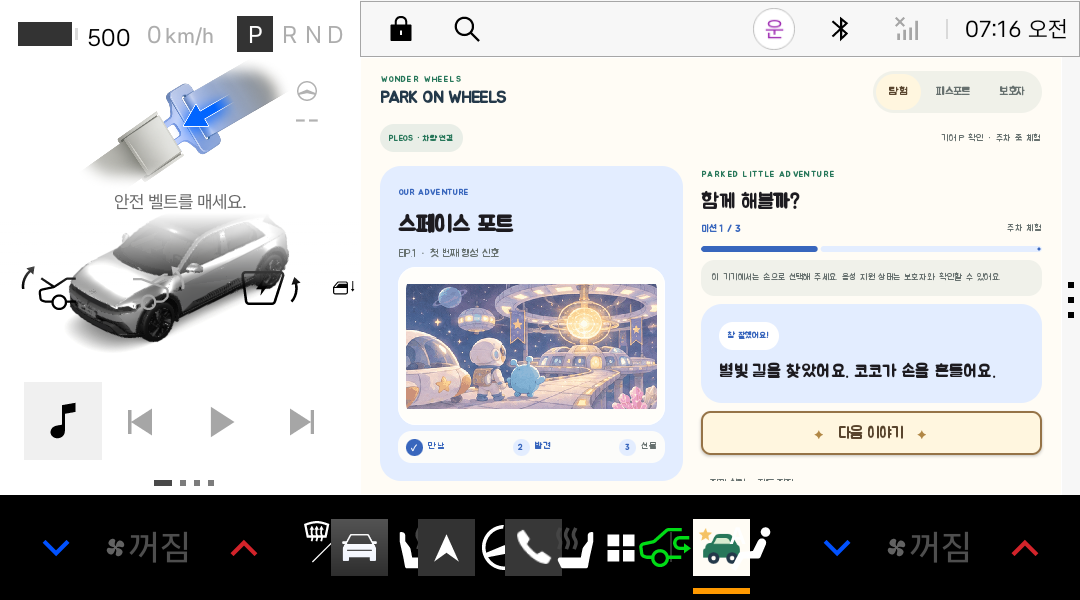 500
0 km/h
P R N D
운
07:16 오전
안전 벨트를 매세요.
WONDER WHEELS
PARK ON WHEELS
탐험
패스포트
보호자
PLEOS · 차량 연결
기어 P 확인 · 주차 중 체험
OUR ADVENTURE
스페이스 포트
EP.1 · 첫 번째 행성 신호
만남
2 발견
3 선물
PARKED LITTLE ADVENTURE
함께 해볼까?
미션 1 / 3
주차 체험
이 기기에서는 손으로 선택해 주세요. 음성 지원 상태는 보호자와 확인할 수 있어요.
참 잘했어요!
별빛 길을 찾았어요. 코코가 손을 흔들어요.
다음 이야기
꺼짐
꺼짐